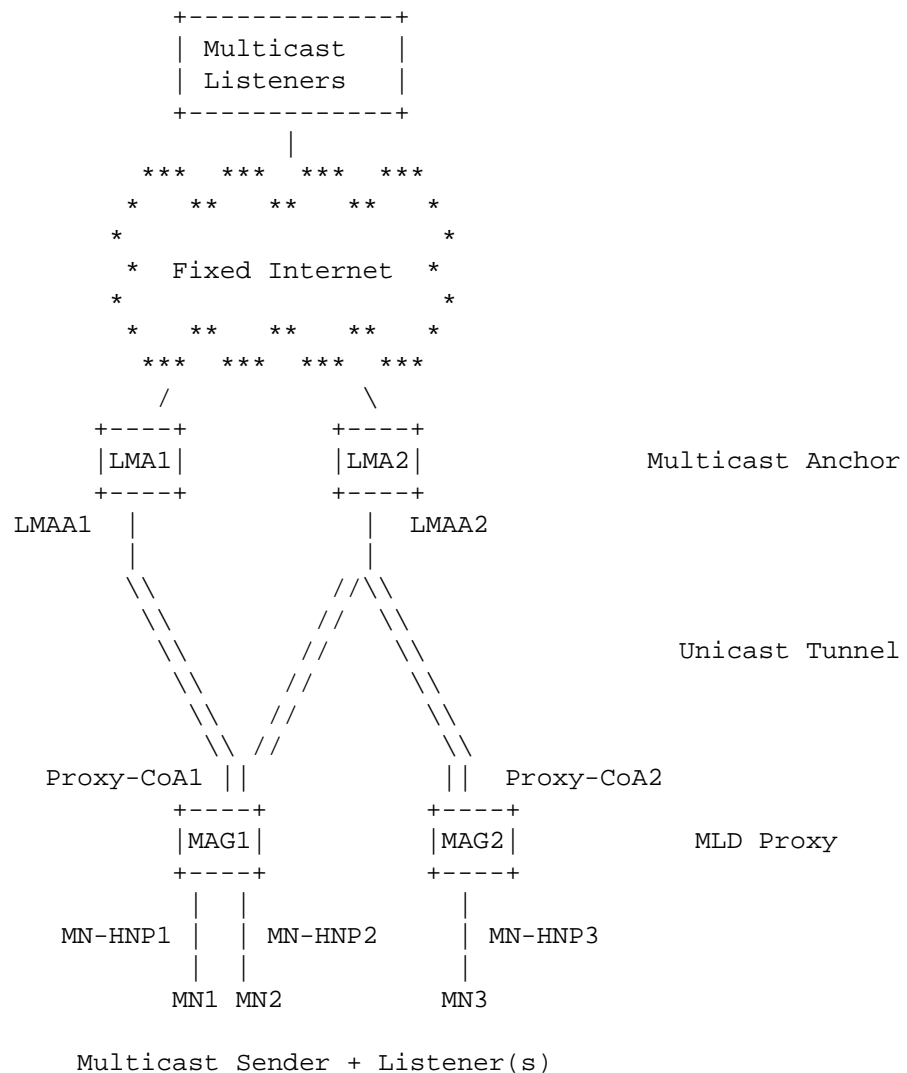 Multicast
Listeners
Fixed Internet
LMA1 LMA2 Multicast Anchor
LMAA1 LMAA2
Unicast Tunnel
Proxy-CoA1 Proxy-CoA2
MAG1 MAG2 MLD Proxy
MN-HNP1 MN-HNP2 MN-HNP3
MN1 MN2 MN3
Multicast Sender + Listener(s)